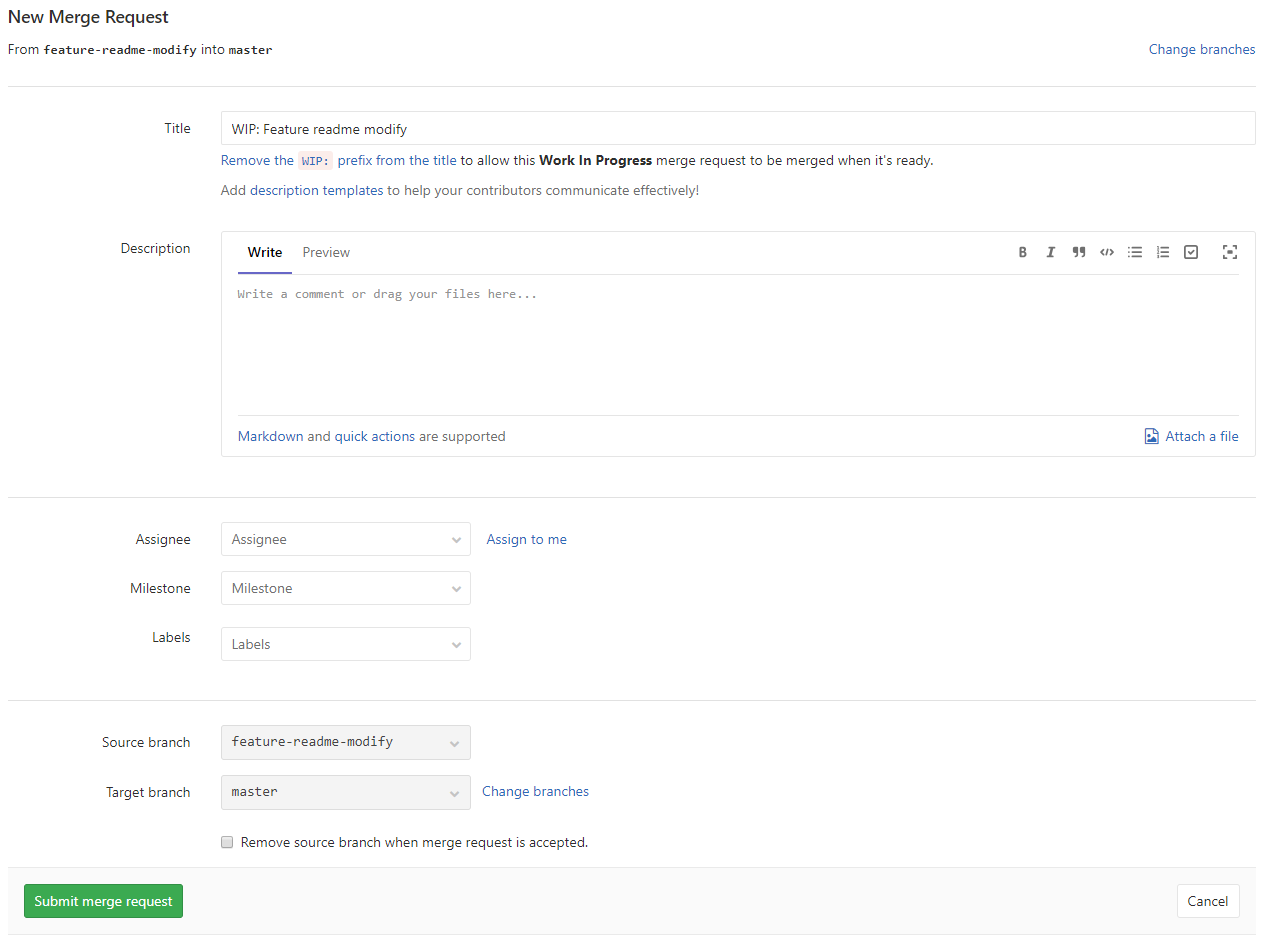 New Merge Request
From feature-readme-modify into master
Change branches
Title
WIP: Feature readme modify
Remove the WIP: prefix from the title to allow this Work In Progress merge request to be merged when it's ready.
Add description templates to help your contributors communicate effectively!
Description
Write
Preview
Write a comment or drag your files here...
Markdown and quick actions are supported
Attach a file
Assignee
Assignee
Assign to me
Milestone
Milestone
Labels
Labels
Source branch
feature-readme-modify
Target branch
master
Change branches
Remove source branch when merge request is accepted.
Submit merge request
Cancel